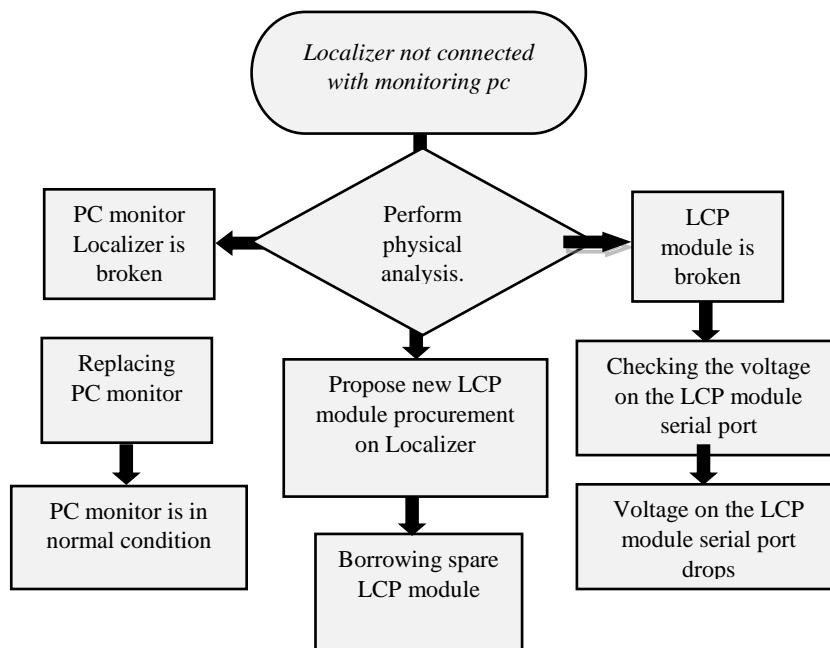 Localizer not connected
with monitoring pc
PC monitor
Localizer is
broken
Perform
physical
analysis.
LCP
module is
broken
Replacing
PC monitor
Propose new LCP
module procurement
on Localizer
Checking the voltage
on the LCP module
serial port
PC monitor is in
normal condition
Borrowing spare
LCP module
Voltage on the LCP
module serial port
drops